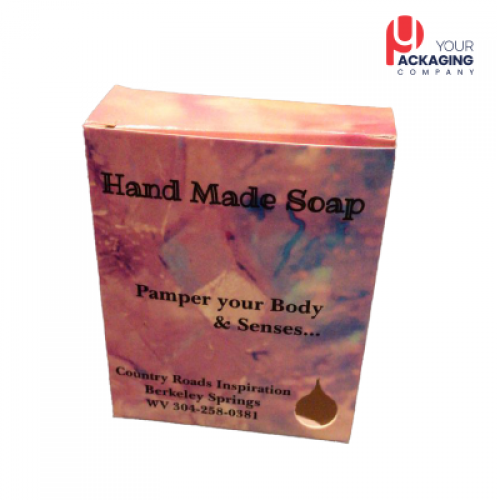 YOUR
PACKAGING
COMPANY
Hand Made Soap
Pamper your Body
& Senses...
Country Roads Inspiration
Berkeley Springs
WV 304-258-0381